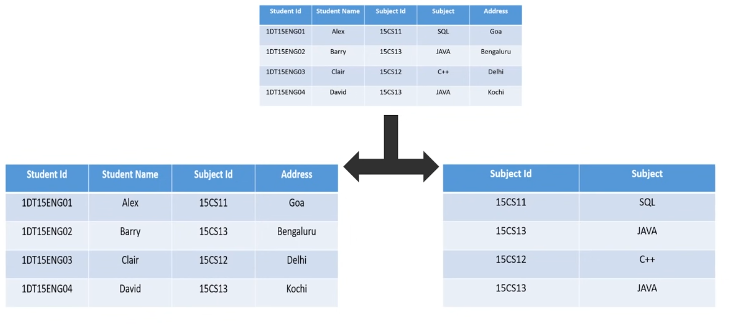 Student Id Student Name Subject Id Subject Address
1DT15ENG01 Alex 15CS11 SQL Goa
1DT15ENG02 Barry 15CS13 JAVA Bengaluru
1DT15ENG03 Clair 15CS12 C++ Delhi
1DT15ENG04 David 15CS13 JAVA Kochi
Student Id Student Name Subject Id Address
1DT15ENG01 Alex 15CS11 Goa
1DT15ENG02 Barry 15CS13 Bengaluru
1DT15ENG03 Clair 15CS12 Delhi
1DT15ENG04 David 15CS13 Kochi
Subject Id Subject
15CS11 SQL
15CS13 JAVA
15CS12 C++
15CS13 JAVA